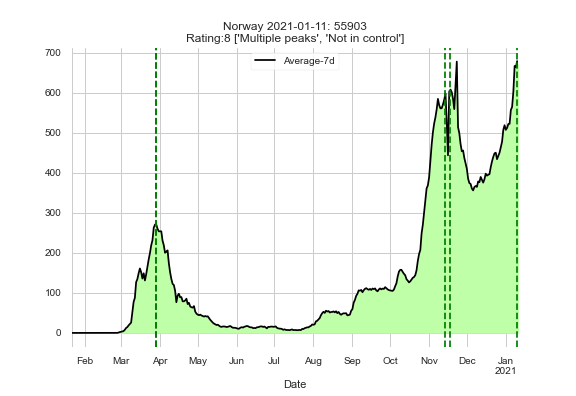 Norway 2021-01-11: 55903
Rating:8 ['Multiple peaks', 'Not in control']
Average-7d
700
600
500
400
300
200
100
0
Feb Mar Apr May Jun Jul Aug Sep Oct Nov Dec Jan
2021
Date